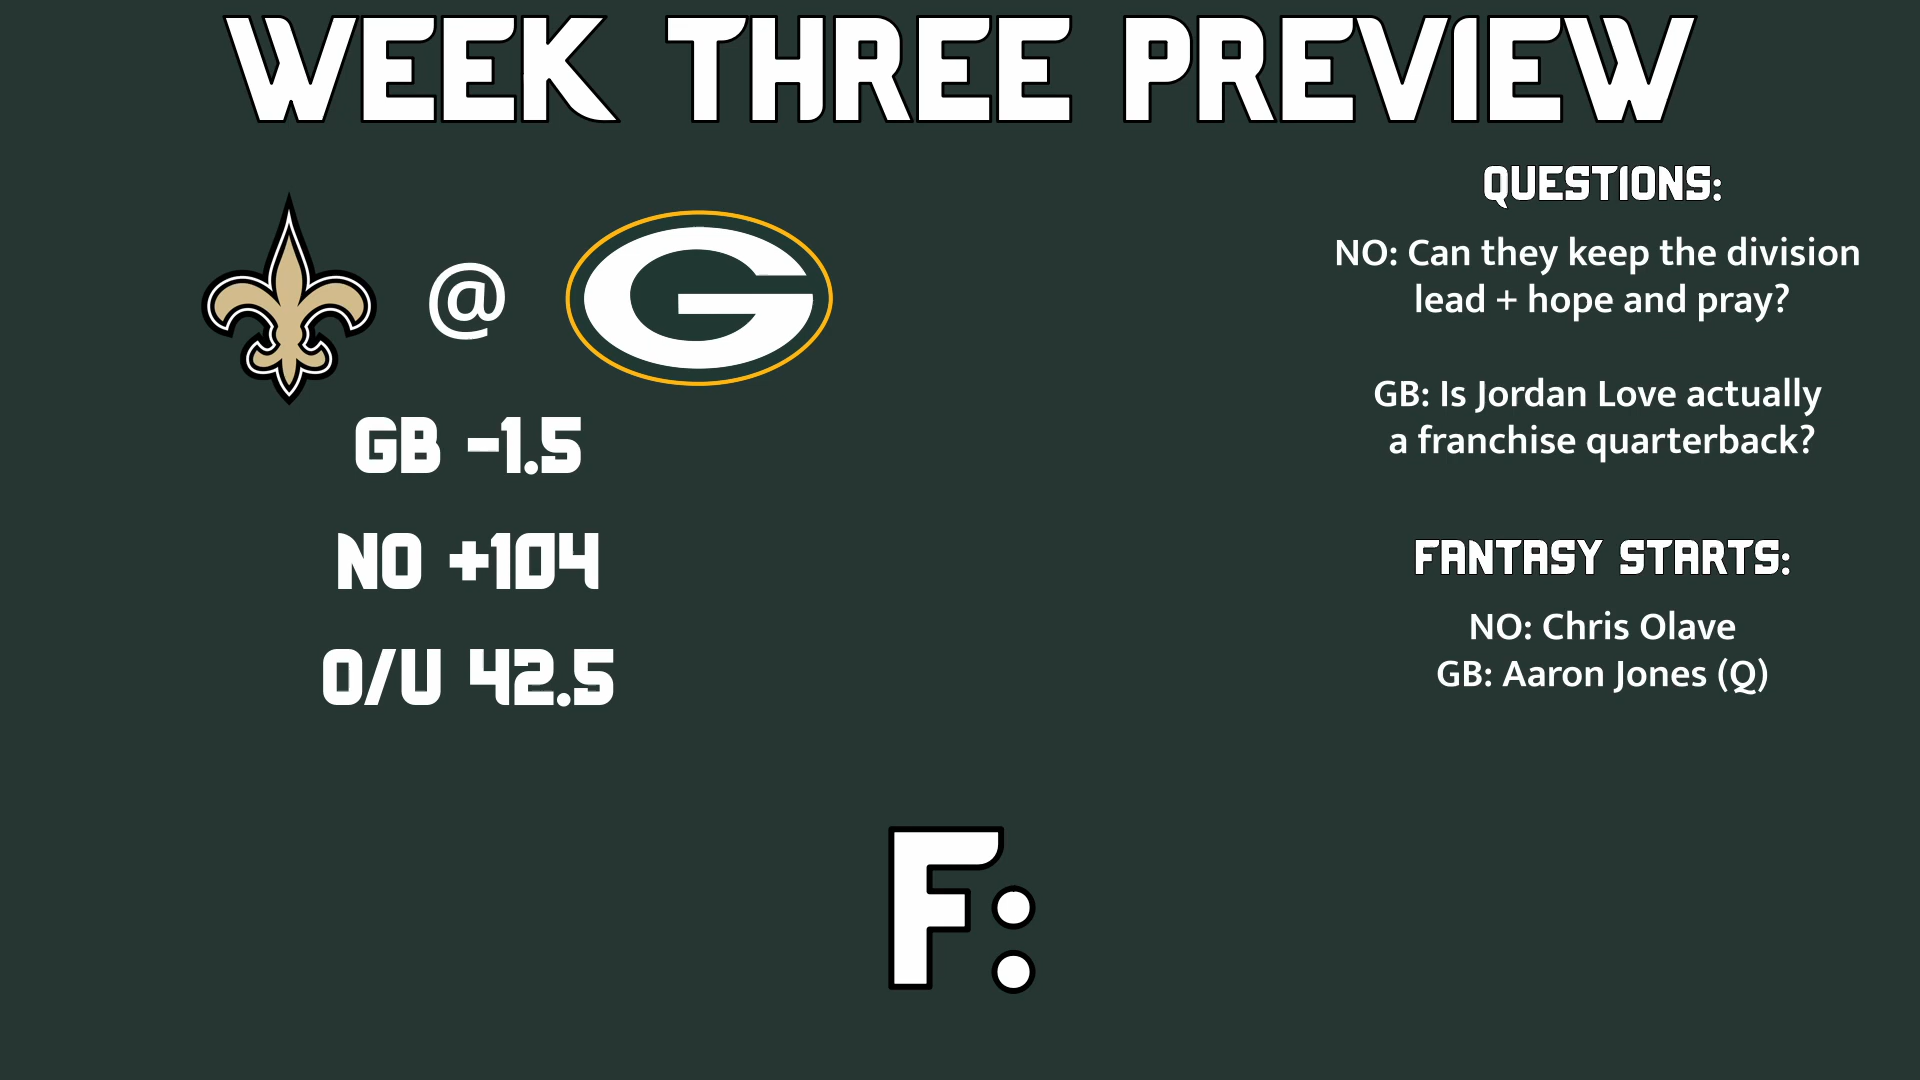 WEEK THREE PREVIEW
@
G
GB -1.5
NO +104
O/U 42.5
QUESTIONS:
NO: Can they keep the division
lead + hope and pray?
GB: Is Jordan Love actually
a franchise quarterback?
FANTASY STARTS:
NO: Chris Olave
GB: Aaron Jones (Q)
F: